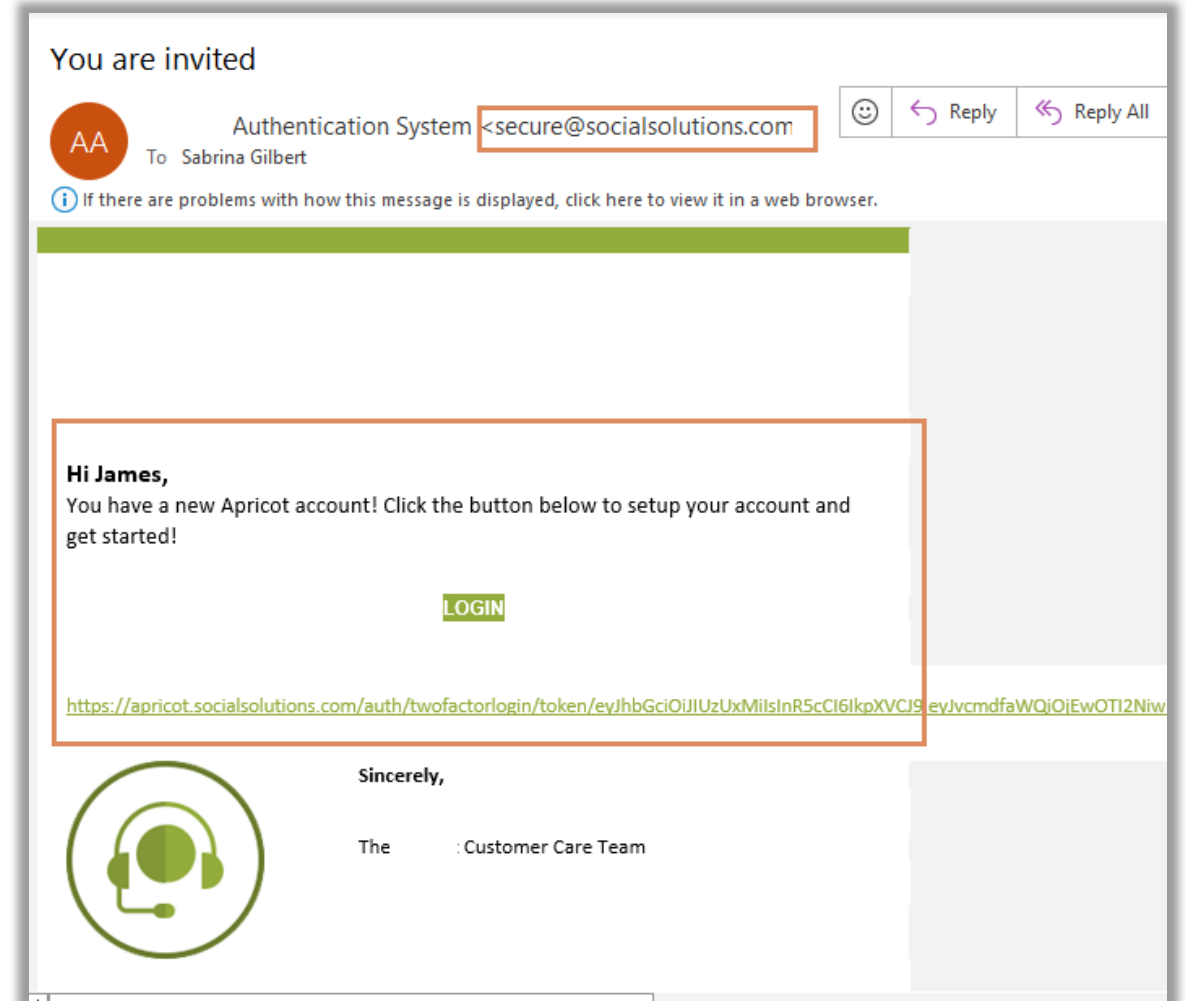 You are invited
AA
Authentication System <secure@socialsolutions.com
Reply
Reply All
To Sabrina Gilbert
If there are problems with how this message is displayed, click here to view it in a web browser.
Hi James,
You have a new Apricot account! Click the button below to setup your account and
get started!
LOGIN
https://apricot.socialsolutions.com/auth/twofactorlogin/token/eyJhbGciOiJIUzUxMiIsInR5cCI6IkpXVCJ9.eyJvcmdfaWQiOjEwOTI2Niw
Sincerely,
The : Customer Care Team